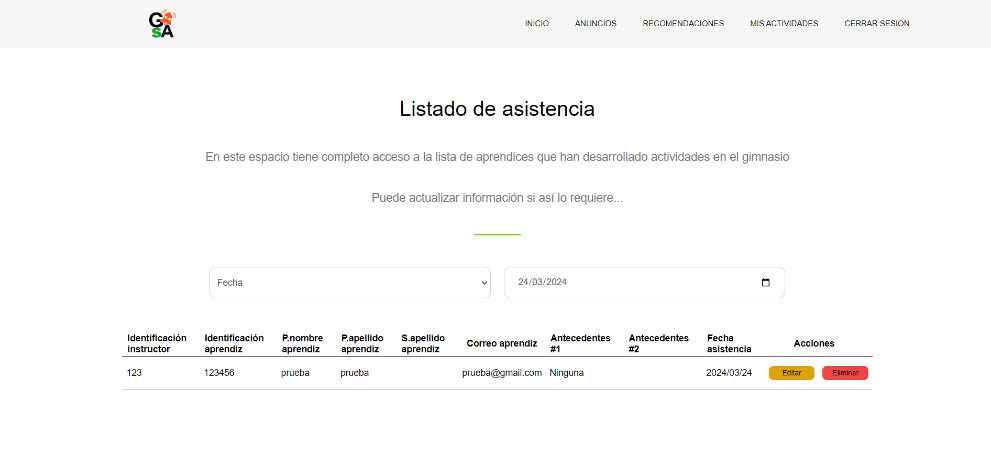 GSA
INICIO ANUNCIOS RECOMENDACIONES MIS ACTIVIDADES CERRAR SESION
Listado de asistencia
En este espacio tiene completo acceso a la lista de aprendices que han desarrollado actividades en el gimnasio
Puede actualizar información si así lo requiere...
Fecha 24/03/2024
Identificación instructor Identificación aprendiz P.nombre aprendiz P.apellido aprendiz S.apellido aprendiz Correo aprendiz Antecedentes #1 Antecedentes #2 Fecha asistencia Acciones
123 123456 prueba prueba prueba@gmail.com Ninguna 2024/03/24 Editar Eliminar